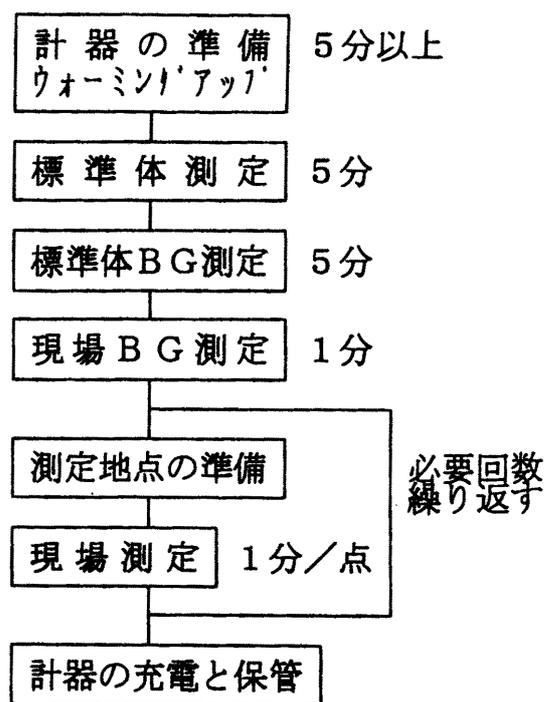 計器の準備 5分以上
ウォーミングアップ
標準体測定 5分
標準体BG測定 5分
現場BG測定 1分
測定地点の準備
必要回数
繰り返す
現場測定 1分/点
計器の充電と保管